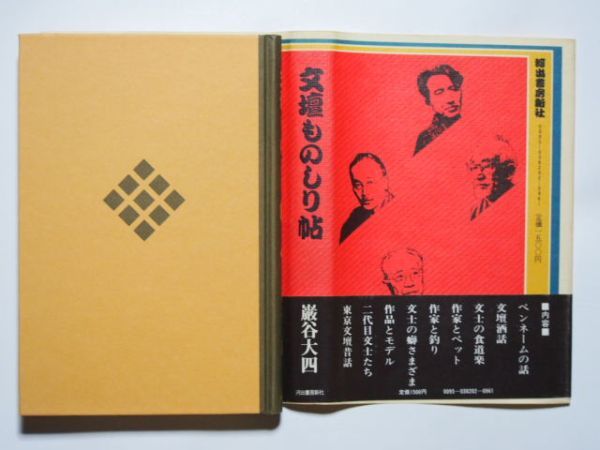 文壇ものしり帖
巌谷大四
河出書房新社
定価一五〇〇円
■内容■
ペンネームの話
文壇酒話
文士の食道楽
作家とペット
作家と釣り
文士の癖さまざま
作品とモデル
二代目文士たち
東京文壇昔話
定価1500円 0095-038202-0961
河出書房新社